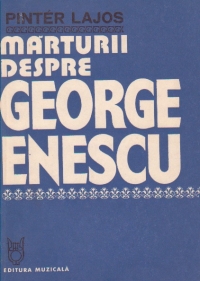 PINTÉR LAJOS
MĂRTURII
DESPRE
GEORGE
ENESCU
EDITURA MUZICALĂ